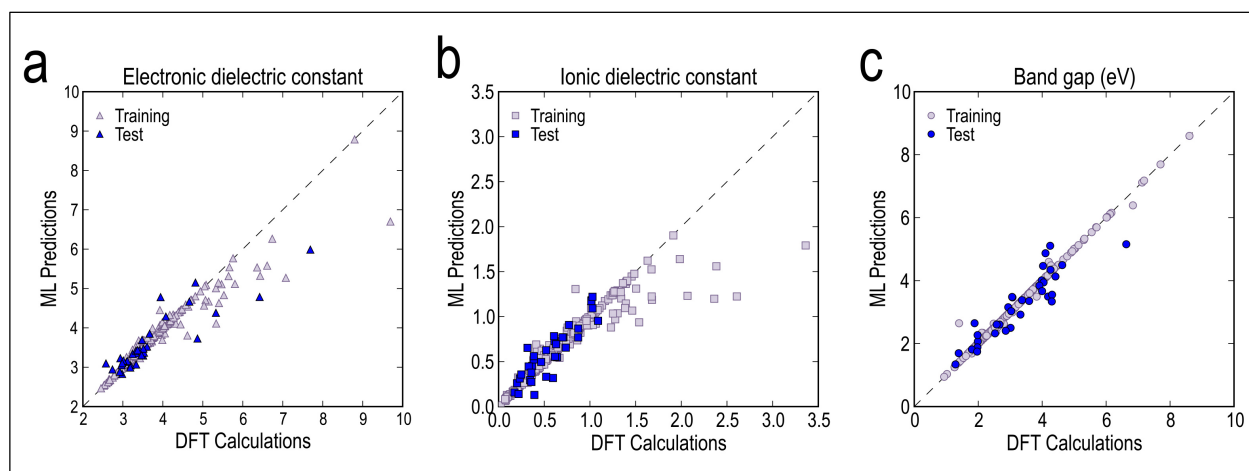 a
Electronic dielectric constant
10
9
8
7
6
5
4
3
2
ML Predictions
Training
Test
2 3 4 5 6 7 8 9 10
DFT Calculations
b
Ionic dielectric constant
3.5
3.0
2.5
2.0
1.5
1.0
0.5
0.0
ML Predictions
Training
Test
0.0 0.5 1.0 1.5 2.0 2.5 3.0 3.5
DFT Calculations
c
Band gap (eV)
10
8
6
4
2
0
ML Predictions
Training
Test
0 2 4 6 8 10
DFT Calculations